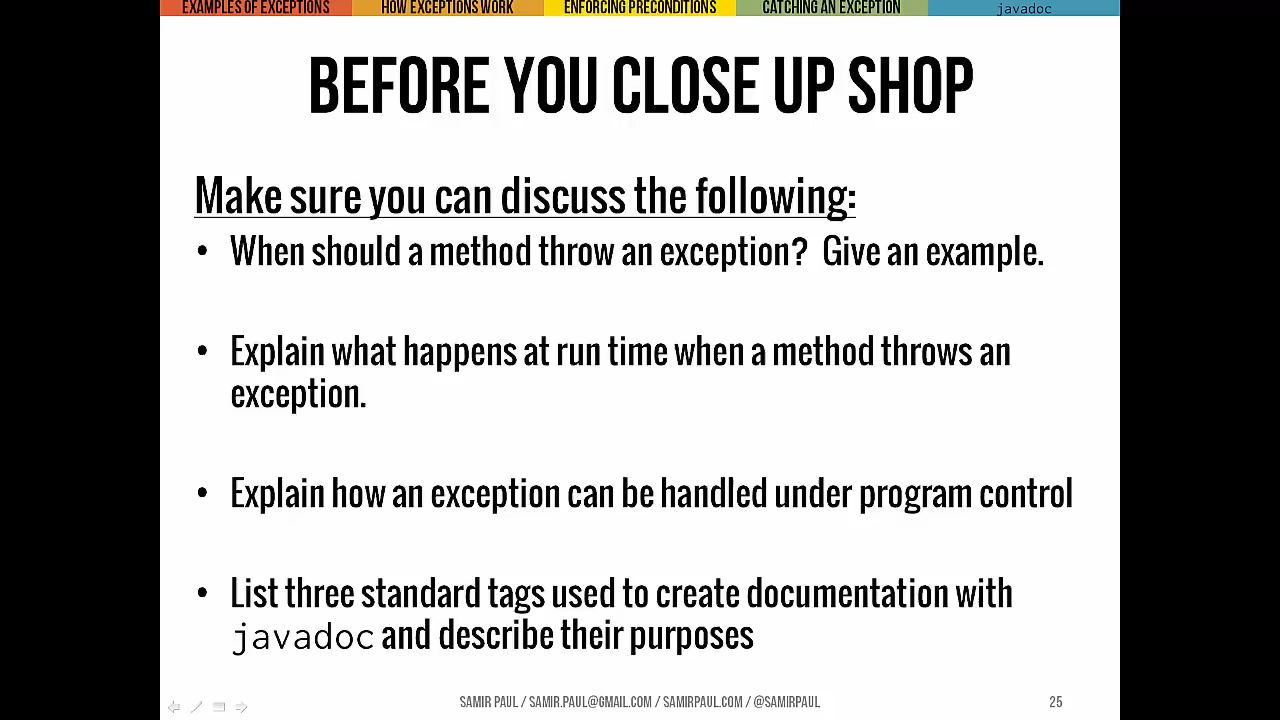 EXAMPLES OF EXCEPTIONS HOW EXCEPTIONS WORK ENFORCING PRECONDITIONS CATCHING AN EXCEPTION javadoc
BEFORE YOU CLOSE UP SHOP
Make sure you can discuss the following:
• When should a method throw an exception? Give an example.
• Explain what happens at run time when a method throws an
exception.
• Explain how an exception can be handled under program control
• List three standard tags used to create documentation with
javadoc and describe their purposes
SAMIR PAUL / SAMIR.PAUL@GMAIL.COM / SAMIRPAUL.COM / @SAMIRPAUL 25